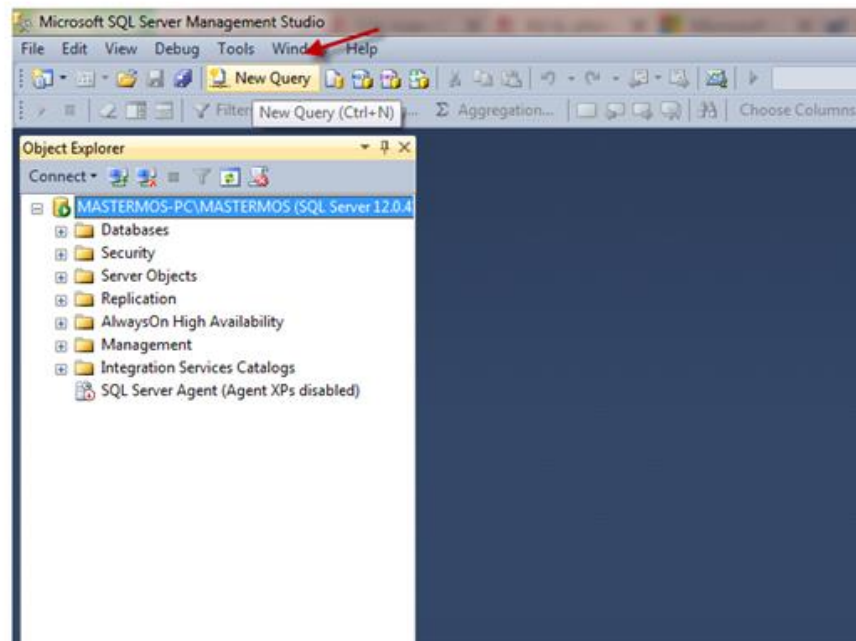 Microsoft SQL Server Management Studio
File Edit View Debug Tools Help
New Query
New Query (Ctrl+N)
Aggregation... Choose Columns
Object Explorer
Connect
MASTERMOS-PC\MASTERMOS (SQL Server 12.0.4
Databases
Security
Server Objects
Replication
AlwaysOn High Availability
Management
Integration Services Catalogs
SQL Server Agent (Agent XPs disabled)